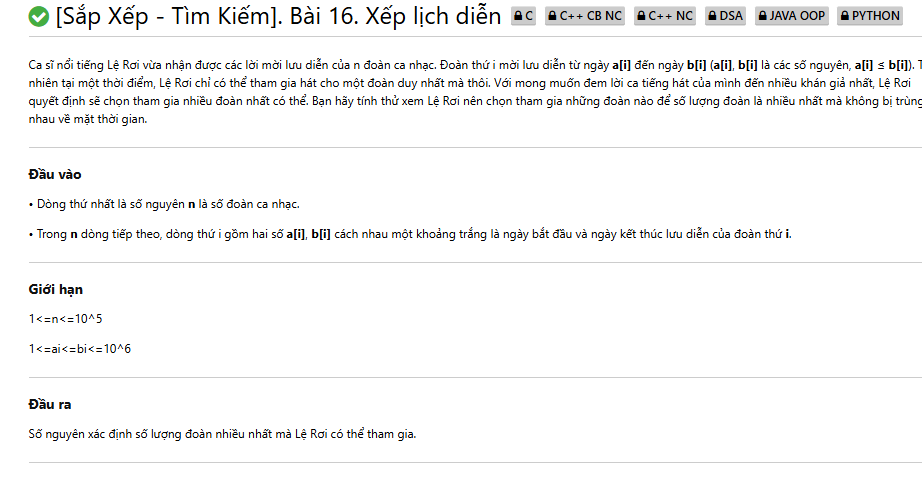 [Sắp Xếp - Tìm Kiếm]. Bài 16. Xếp lịch diễn C C++ CB NC C++ NC DSA JAVA OOP PYTHON
Ca sĩ nổi tiếng Lệ Rơi vừa nhận được các lời mời lưu diễn của n đoàn ca nhạc. Đoàn thứ i mời lưu diễn từ ngày a[i] đến ngày b[i] (a[i], b[i] là các số nguyên, a[i] ≤ b[i]).
nhiên tại một thời điểm, Lệ Rơi chỉ có thể tham gia hát cho một đoàn duy nhất mà thôi. Với mong muốn đem lời ca tiếng hát của mình đến nhiều khán giả nhất, Lệ Rơi
quyết định sẽ chọn tham gia nhiều đoàn nhất có thể. Bạn hãy tính thử xem Lệ Rơi nên chọn tham gia những đoàn nào để số lượng đoàn là nhiều nhất mà không bị trùng
nhau về mặt thời gian.
Đầu vào
• Dòng thứ nhất là số nguyên n là số đoàn ca nhạc.
• Trong n dòng tiếp theo, dòng thứ i gồm hai số a[i], b[i] cách nhau một khoảng trắng là ngày bắt đầu và ngày kết thúc lưu diễn của đoàn thứ i.
Giới hạn
1<=n<=10^5
1<=ai<=bi<=10^6
Đầu ra
Số nguyên xác định số lượng đoàn nhiều nhất mà Lệ Rơi có thể tham gia.